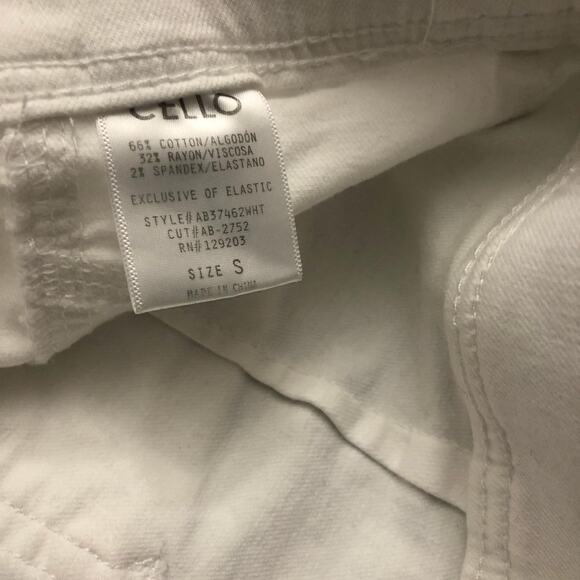 CELLO
66% COTTON/ALGODÓN
32% RAYON/VISCOSA
2% SPANDEX/ELASTANO
EXCLUSIVE OF ELASTIC
STYLE#AB37462WHT
CUT#AB-2752
RN#129203
SIZE S
MADE IN CHINA